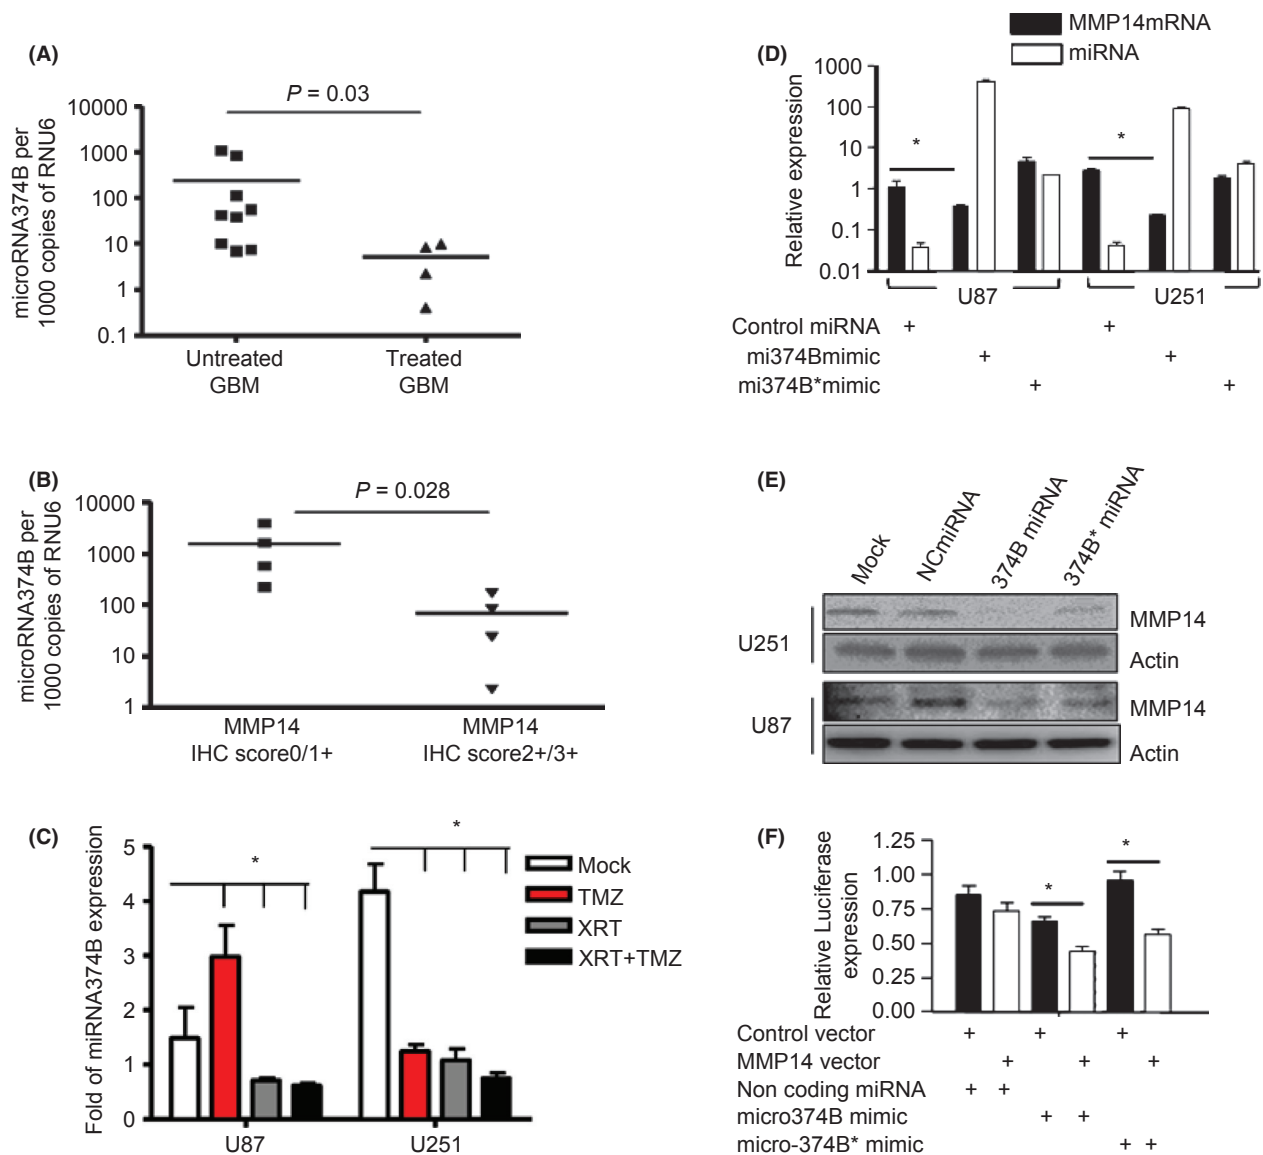 (A)
P = 0.03
microRNA374B per
1000 copies of RNU6
10000
1000
100
10
1
0.1
Untreated
GBM
Treated
GBM
(B)
P = 0.028
microRNA374B per
1000 copies of RNU6
10000
1000
100
10
1
MMP14
IHC score0/1+
MMP14
IHC score2+/3+
(C)
Fold of miRNA374B expression
5
4
3
2
1
0
*
*
Mock
TMZ
XRT
XRT+TMZ
U87
U251
(D)
MMP14mRNA
miRNA
Relative expression
1000
100
10
1
0.1
0.01
*
*
U87
U251
Control miRNA + +
mi374Bmimic + +
mi374B*mimic + +
(E)
Mock
NCmiRNA
374B miRNA
374B* miRNA
U251
MMP14
Actin
U87
MMP14
Actin
(F)
Relative Luciferase
expression
1.25
1.00
0.75
0.50
0.25
0.00
*
*
Control vector + + +
MMP14 vector + + +
Non coding miRNA + +
micro374B mimic + +
micro-374B* mimic + +